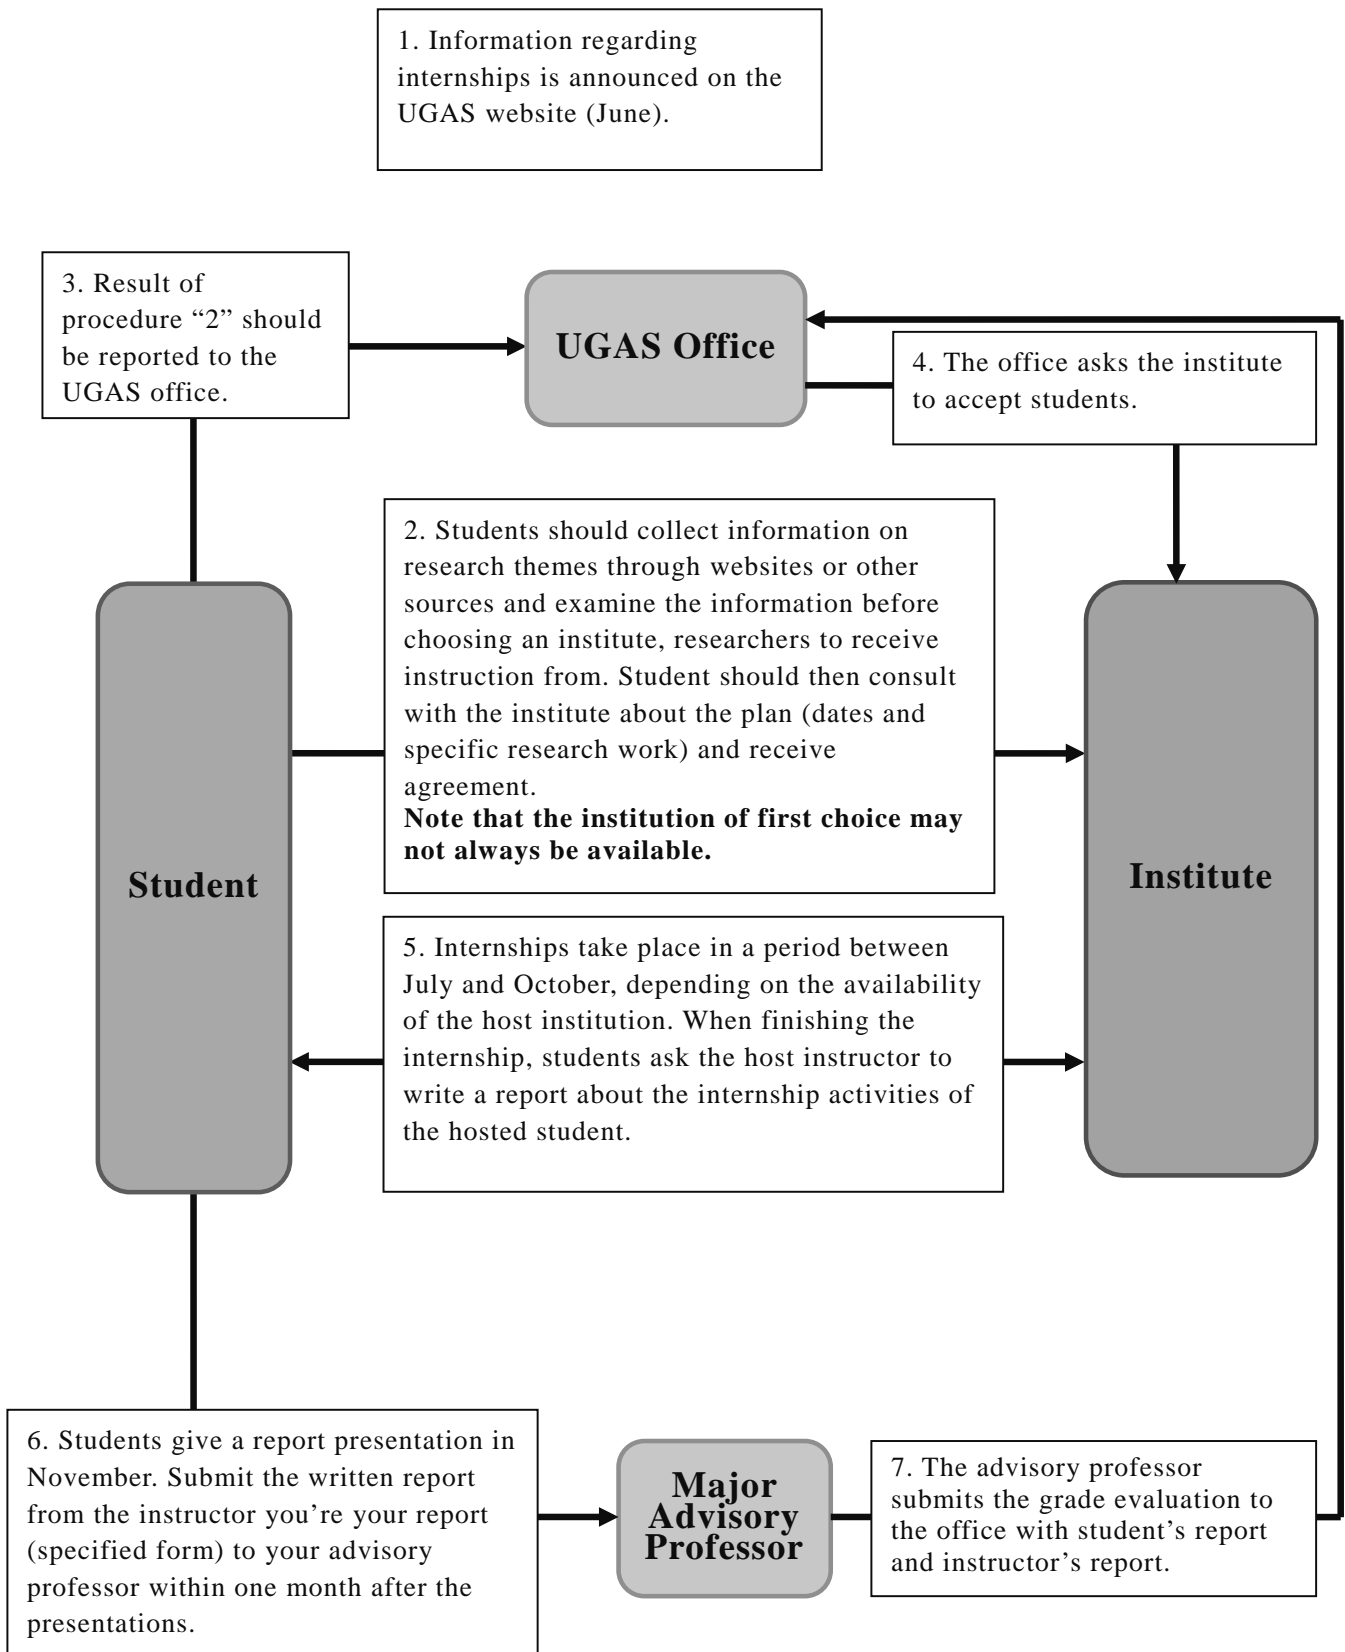 1. Information regarding
internships is announced on the
UGAS website (June).
3. Result of
procedure “2” should
be reported to the
UGAS office.
UGAS Office
4. The office asks the institute
to accept students.
2. Students should collect information on
research themes through websites or other
sources and examine the information before
choosing an institute, researchers to receive
instruction from. Student should then consult
with the institute about the plan (dates and
specific research work) and receive
agreement.
Note that the institution of first choice may
not always be available.
Student
Institute
5. Internships take place in a period between
July and October, depending on the availability
of the host institution. When finishing the
internship, students ask the host instructor to
write a report about the internship activities of
the hosted student.
6. Students give a report presentation in
November. Submit the written report
from the instructor you’re your report
(specified form) to your advisory
professor within one month after the
presentations.
Major
Advisory
Professor
7. The advisory professor
submits the grade evaluation to
the office with student’s report
and instructor’s report.